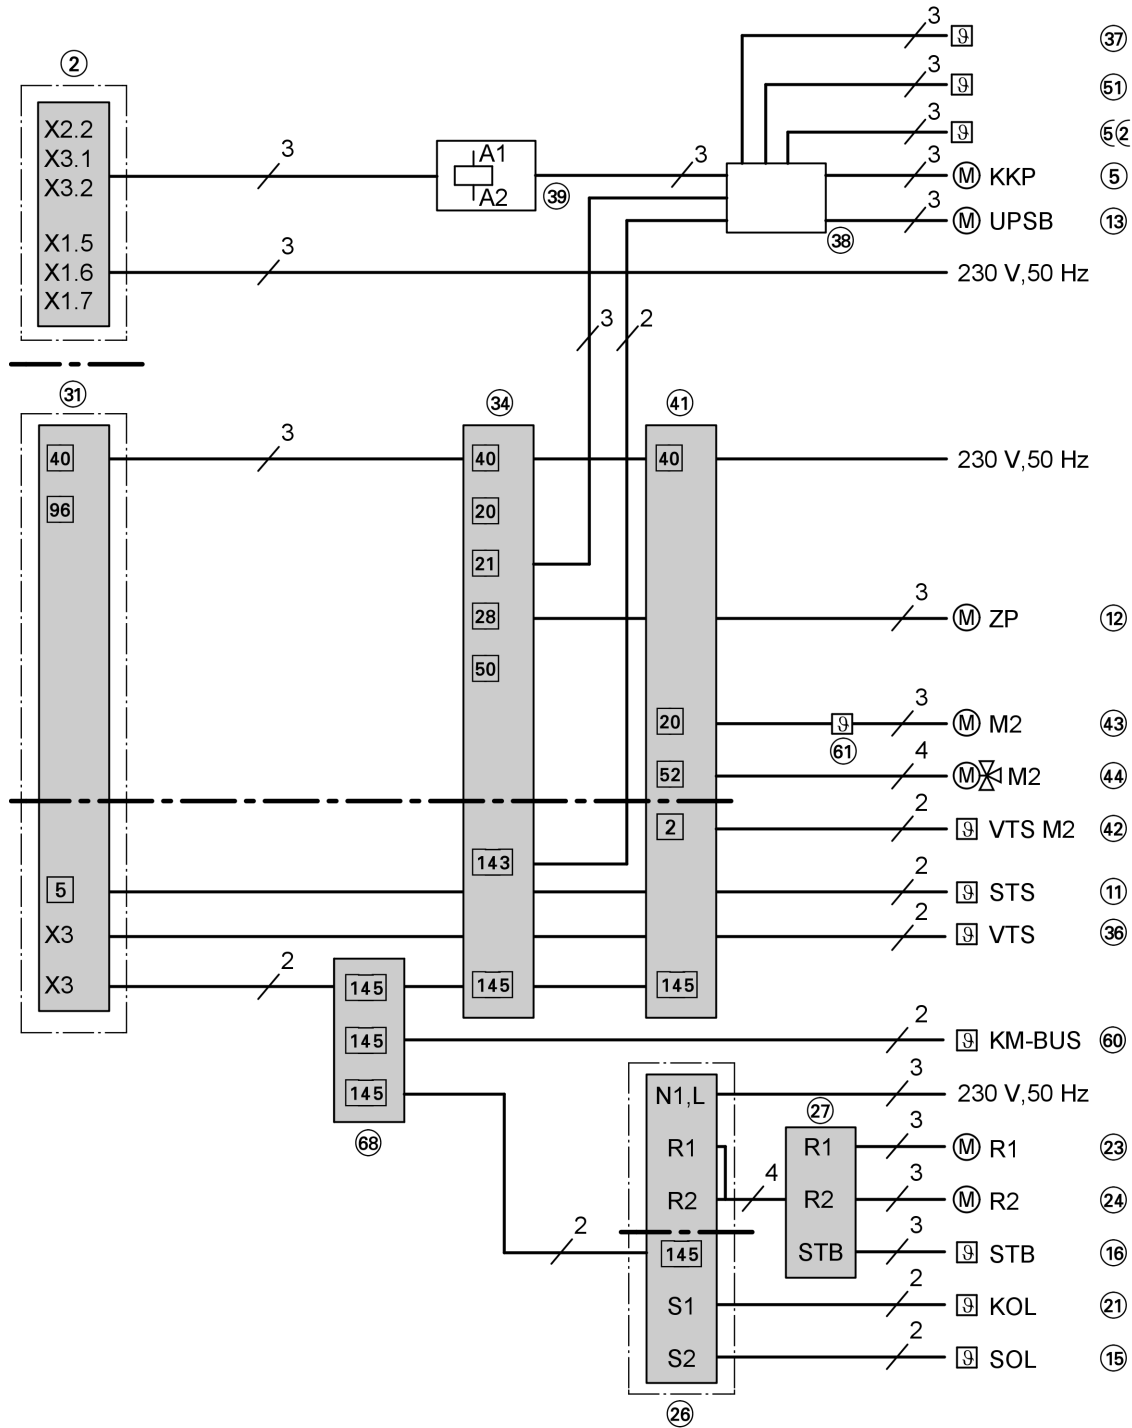 3 ϑ 37
2
3 ϑ 51
X2.2
3 ϑ 5(2
X3.1 3 A1 3 3 M KKP 5
X3.2 A2 39
3 M UPSB 13
38
X1.5 3
X1.6 230 V,50 Hz
X1.7
3 2
31 34 41
40 3 40 40 230 V,50 Hz
96 20
21
28 3 M ZP 12
50
20 ϑ 3 M M2 43
61
52 4 M M2 44
2 2 ϑ VTS M2 42
143
5 2 ϑ STS 11
X3 2 ϑ VTS 36
X3 2 145 145 145
145 2 ϑ KM-BUS 60
145 N1,L 3 230 V,50 Hz
68 27
R1 R1 3 M R1 23
R2 4 R2 3 M R2 24
2 145 STB 3 ϑ STB 16
S1 2 ϑ KOL 21
S2 2 ϑ SOL 15
26